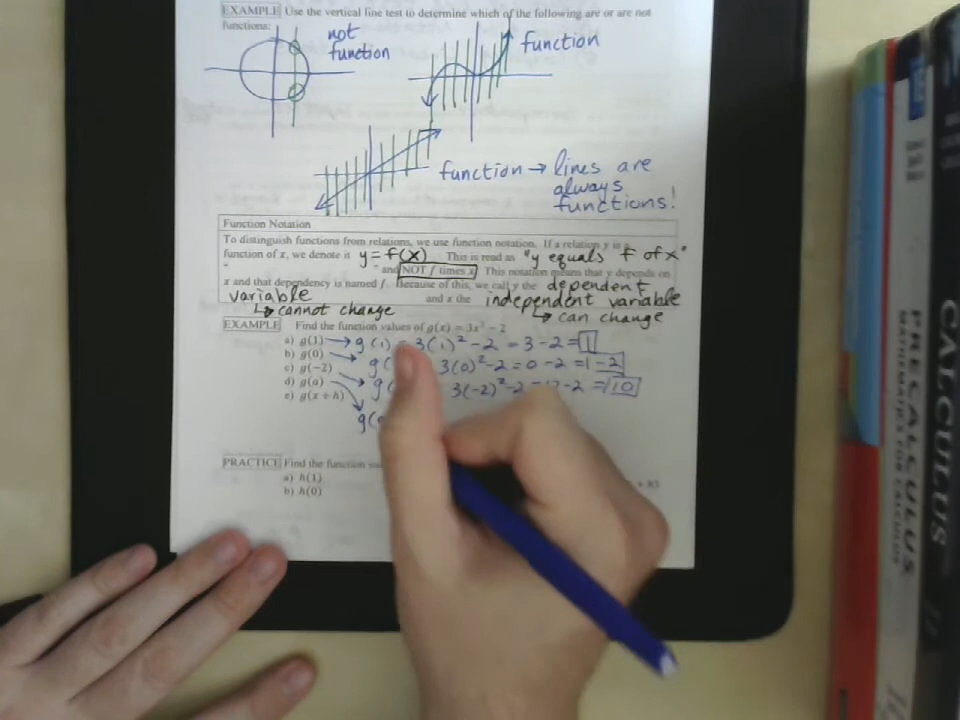 EXAMPLE Use the vertical line test to determine which of the following are or are not
functions.
not
function
function
function → lines are
always
functions!
Function Notation
To distinguish functions from relations, we use function notation. If a relation y is a
function of x, we denote it y = f(x) This is read as "y equals f of x"
" " and NOT f times x. This notation means that y depends on
x and that dependency is named f. Because of this, we call y the dependent
variable and x the independent variable
↳ cannot change ↳ can change
EXAMPLE Find the function values of g(x) = 3x² − 2
a) g(1) → g(1) = 3(1)² - 2 = 3 - 2 = 1
b) g(0) → g( 3(0)² - 2 = 0 - 2 = -2
c) g(-2) → g( 3(-2)² - 2 = 12 - 2 = 10
d) g(a)
e) g(x + h)
g(
PRACTICE Find the function
a) h(1)
b) h(0)
PRECALCULUS
MATHEMATICS FOR CALCULUS
CALCULUS